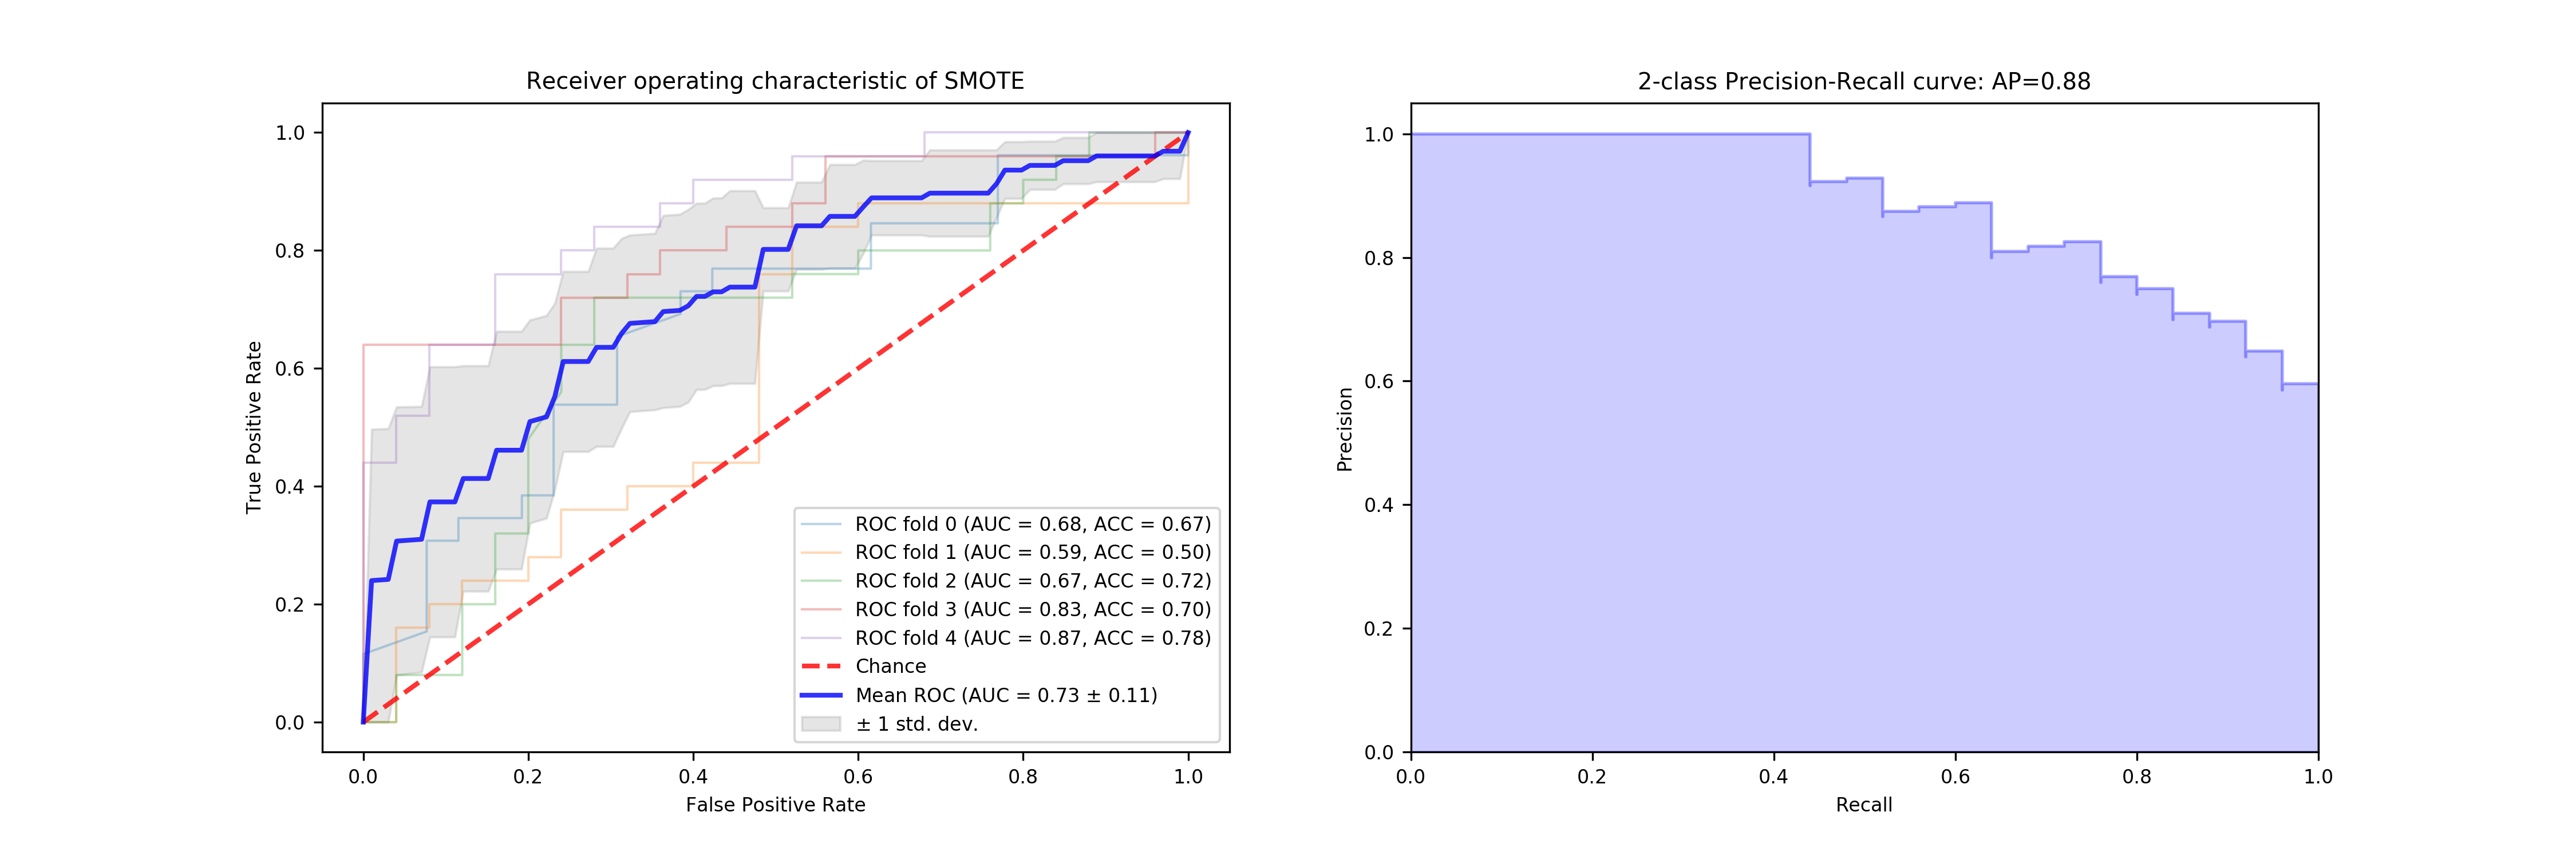 Receiver operating characteristic of SMOTE
True Positive Rate
1.0
0.8
0.6
0.4
0.2
0.0
0.0 0.2 0.4 0.6 0.8 1.0
False Positive Rate
ROC fold 0 (AUC = 0.68, ACC = 0.67)
ROC fold 1 (AUC = 0.59, ACC = 0.50)
ROC fold 2 (AUC = 0.67, ACC = 0.72)
ROC fold 3 (AUC = 0.83, ACC = 0.70)
ROC fold 4 (AUC = 0.87, ACC = 0.78)
Chance
Mean ROC (AUC = 0.73 ± 0.11)
± 1 std. dev.
2-class Precision-Recall curve: AP=0.88
Precision
1.0
0.8
0.6
0.4
0.2
0.0
0.0 0.2 0.4 0.6 0.8 1.0
Recall